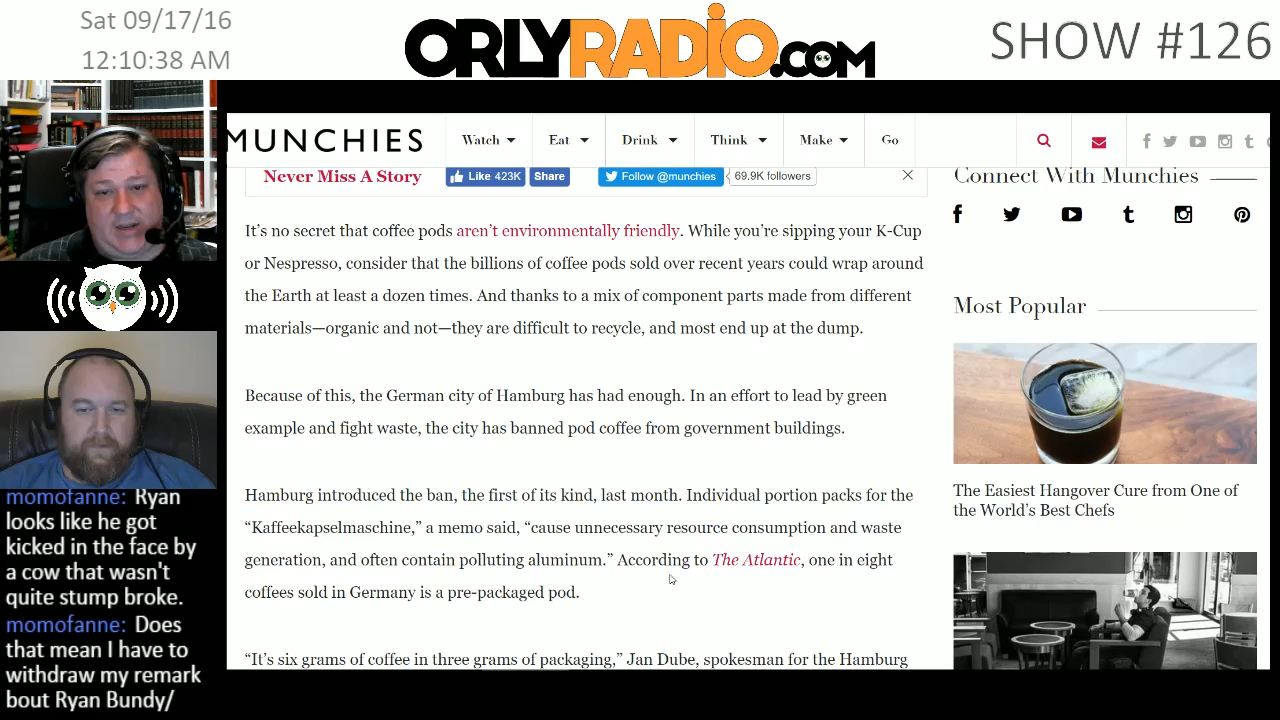 Sat 09/17/16
12:10:38 AM
ORLYRADIO.COM
SHOW #126
MUNCHIES
Watch
Eat
Drink
Think
Make
Go
Never Miss A Story
Like 423K
Share
Follow @munchies
69.9K followers
Connect With Munchies
It's no secret that coffee pods aren't environmentally friendly. While you're sipping your K-Cup
or Nespresso, consider that the billions of coffee pods sold over recent years could wrap around
the Earth at least a dozen times. And thanks to a mix of component parts made from different
materials—organic and not—they are difficult to recycle, and most end up at the dump.
Because of this, the German city of Hamburg has had enough. In an effort to lead by green
example and fight waste, the city has banned pod coffee from government buildings.
Hamburg introduced the ban, the first of its kind, last month. Individual portion packs for the
“Kaffeekapselmaschine,” a memo said, “cause unnecessary resource consumption and waste
generation, and often contain polluting aluminum.” According to The Atlantic, one in eight
coffees sold in Germany is a pre-packaged pod.
“It's six grams of coffee in three grams of packaging,” Jan Dube, spokesman for the Hamburg
Most Popular
The Easiest Hangover Cure from One of
the World's Best Chefs
momofanne: Ryan
looks like he got
kicked in the face by
a cow that wasn't
quite stump broke.
momofanne: Does
that mean I have to
withdraw my remark
bout Ryan Bundy/